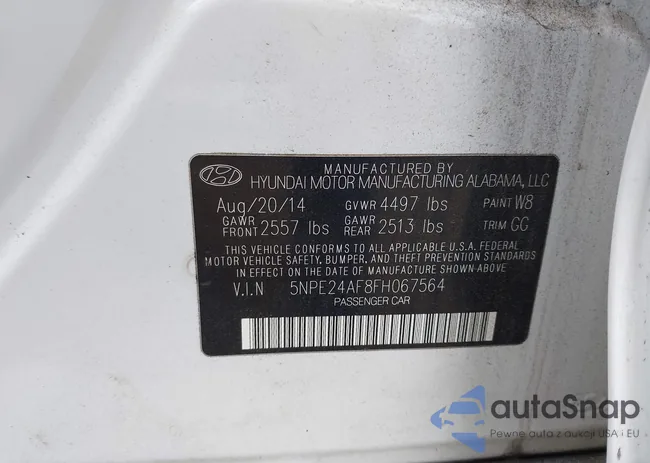 MANUFACTURED BY
HYUNDAI MOTOR MANUFACTURING ALABAMA, LLC
Aug/20/14 GVWR 4497 lbs PAINT W8
GAWR FRONT 2557 lbs GAWR REAR 2513 lbs TRIM GG
THIS VEHICLE CONFORMS TO ALL APPLICABLE U.S.A. FEDERAL
MOTOR VEHICLE SAFETY, BUMPER, AND THEFT PREVENTION STANDARDS
IN EFFECT ON THE DATE OF MANUFACTURE SHOWN ABOVE.
V.I.N 5NPE24AF8FH067564
PASSENGER CAR
autoSnap
Pewne auta z aukcji USA i EU